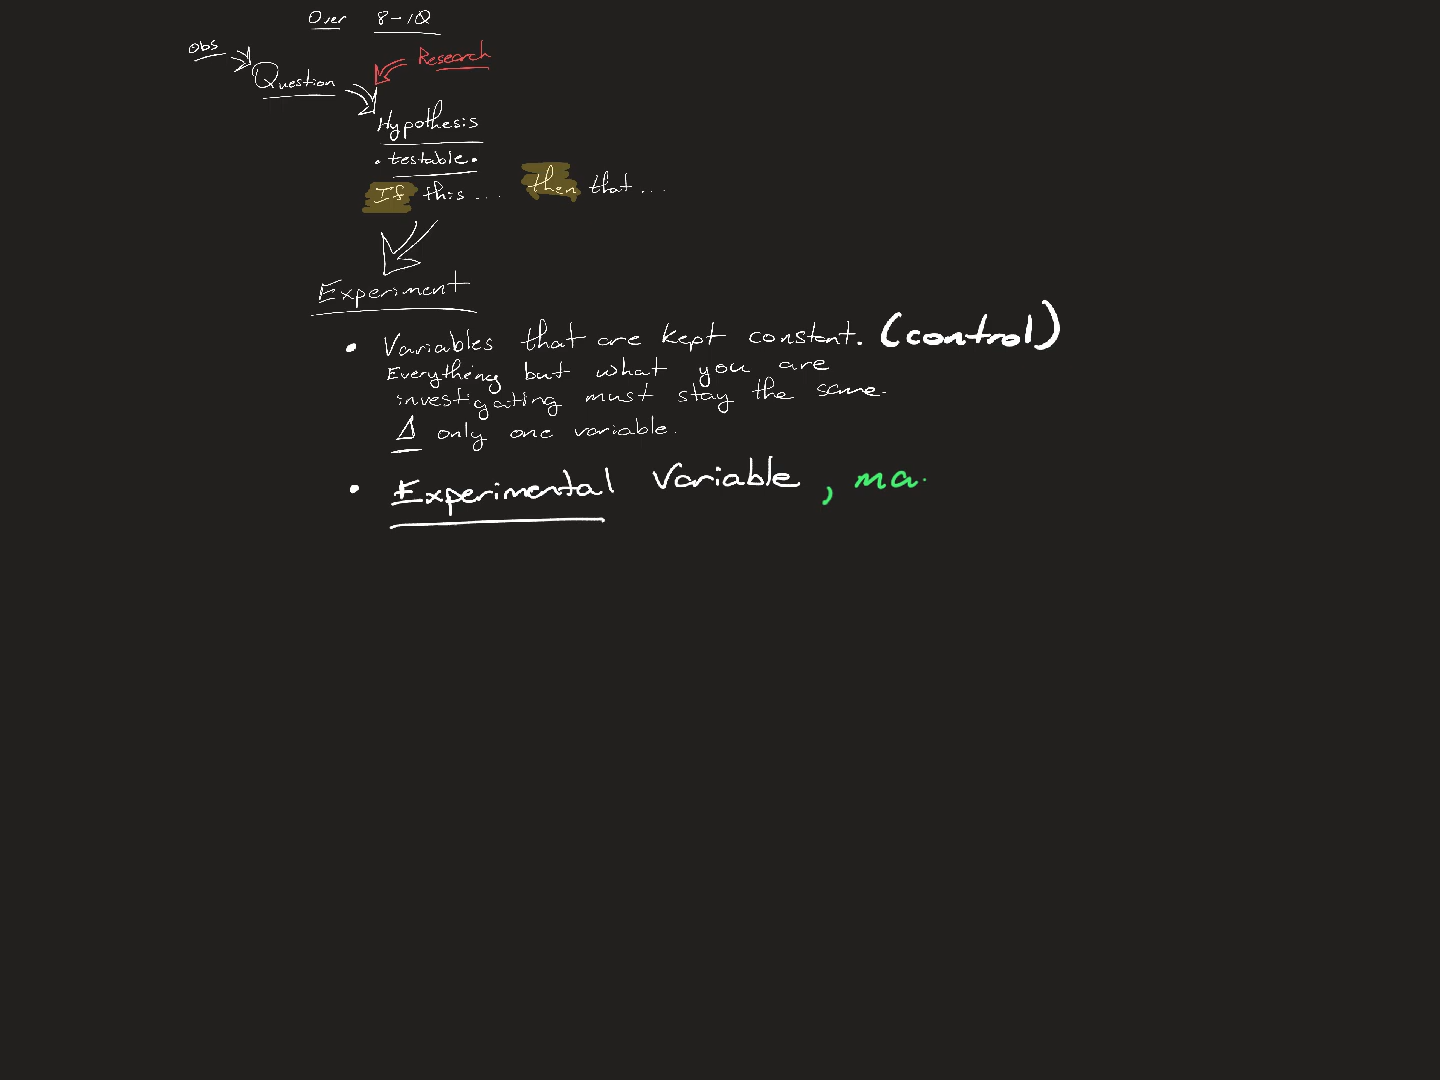 Over 8-10
Obs
Research
Question
Hypothesis
• testable •
If this ... then that ...
Experiment
• Variables that are kept constant. (control)
Everything but what you are
investigating must stay the same.
Δ only one variable.
• Experimental Variable, ma